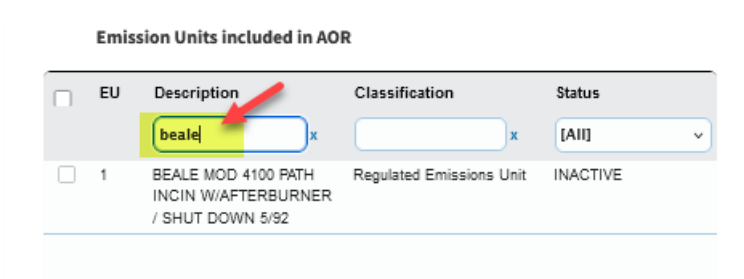 Emission Units included in AOR
EU Description Classification Status
beale x x [All]
1 BEALE MOD 4100 PATH Regulated Emissions Unit INACTIVE
INCIN W/AFTERBURNER
/ SHUT DOWN 5/92